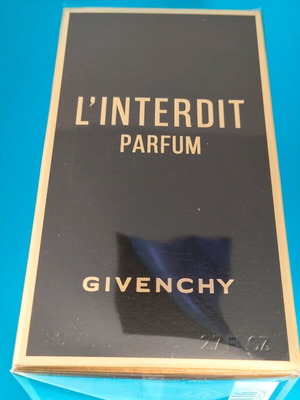 L'INTERDIT
PARFUM
GIVENCHY
2.7 FL.OZ.